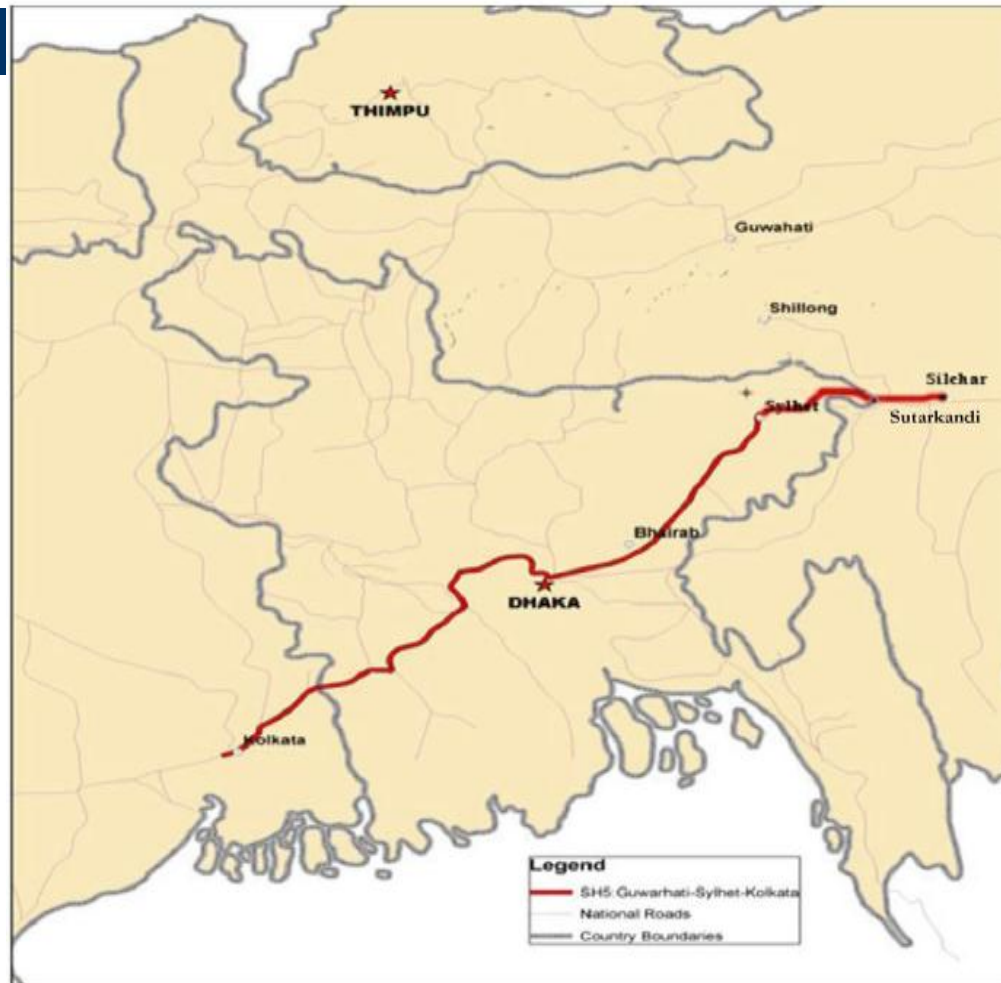 THIMPU
Guwahati
Shillong
Silchar
Sylhet
Sutarkandi
Bhairab
DHAKA
Kolkata
Legend
SH5:Guwarhati-Sylhet-Kolkata
National Roads
Country Boundaries